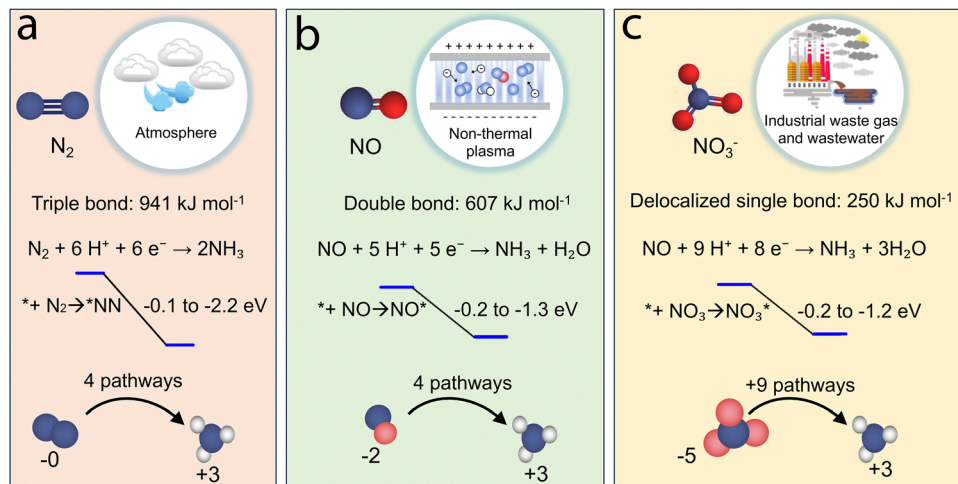 a
Atmosphere
N₂
Triple bond: 941 kJ mol⁻¹
N₂ + 6 H⁺ + 6 e⁻ → 2NH₃
*+ N₂→*NN
-0.1 to -2.2 eV
4 pathways
-0
+3
b
+ + + + + + + + +
- - - - - - - - - -
Non-thermal
plasma
NO
Double bond: 607 kJ mol⁻¹
NO + 5 H⁺ + 5 e⁻ → NH₃ + H₂O
*+ NO→NO*
-0.2 to -1.3 eV
4 pathways
-2
+3
c
Industrial waste gas
and wastewater
NO₃⁻
Delocalized single bond: 250 kJ mol⁻¹
NO + 9 H⁺ + 8 e⁻ → NH₃ + 3H₂O
*+ NO₃→NO₃*
-0.2 to -1.2 eV
+9 pathways
-5
+3